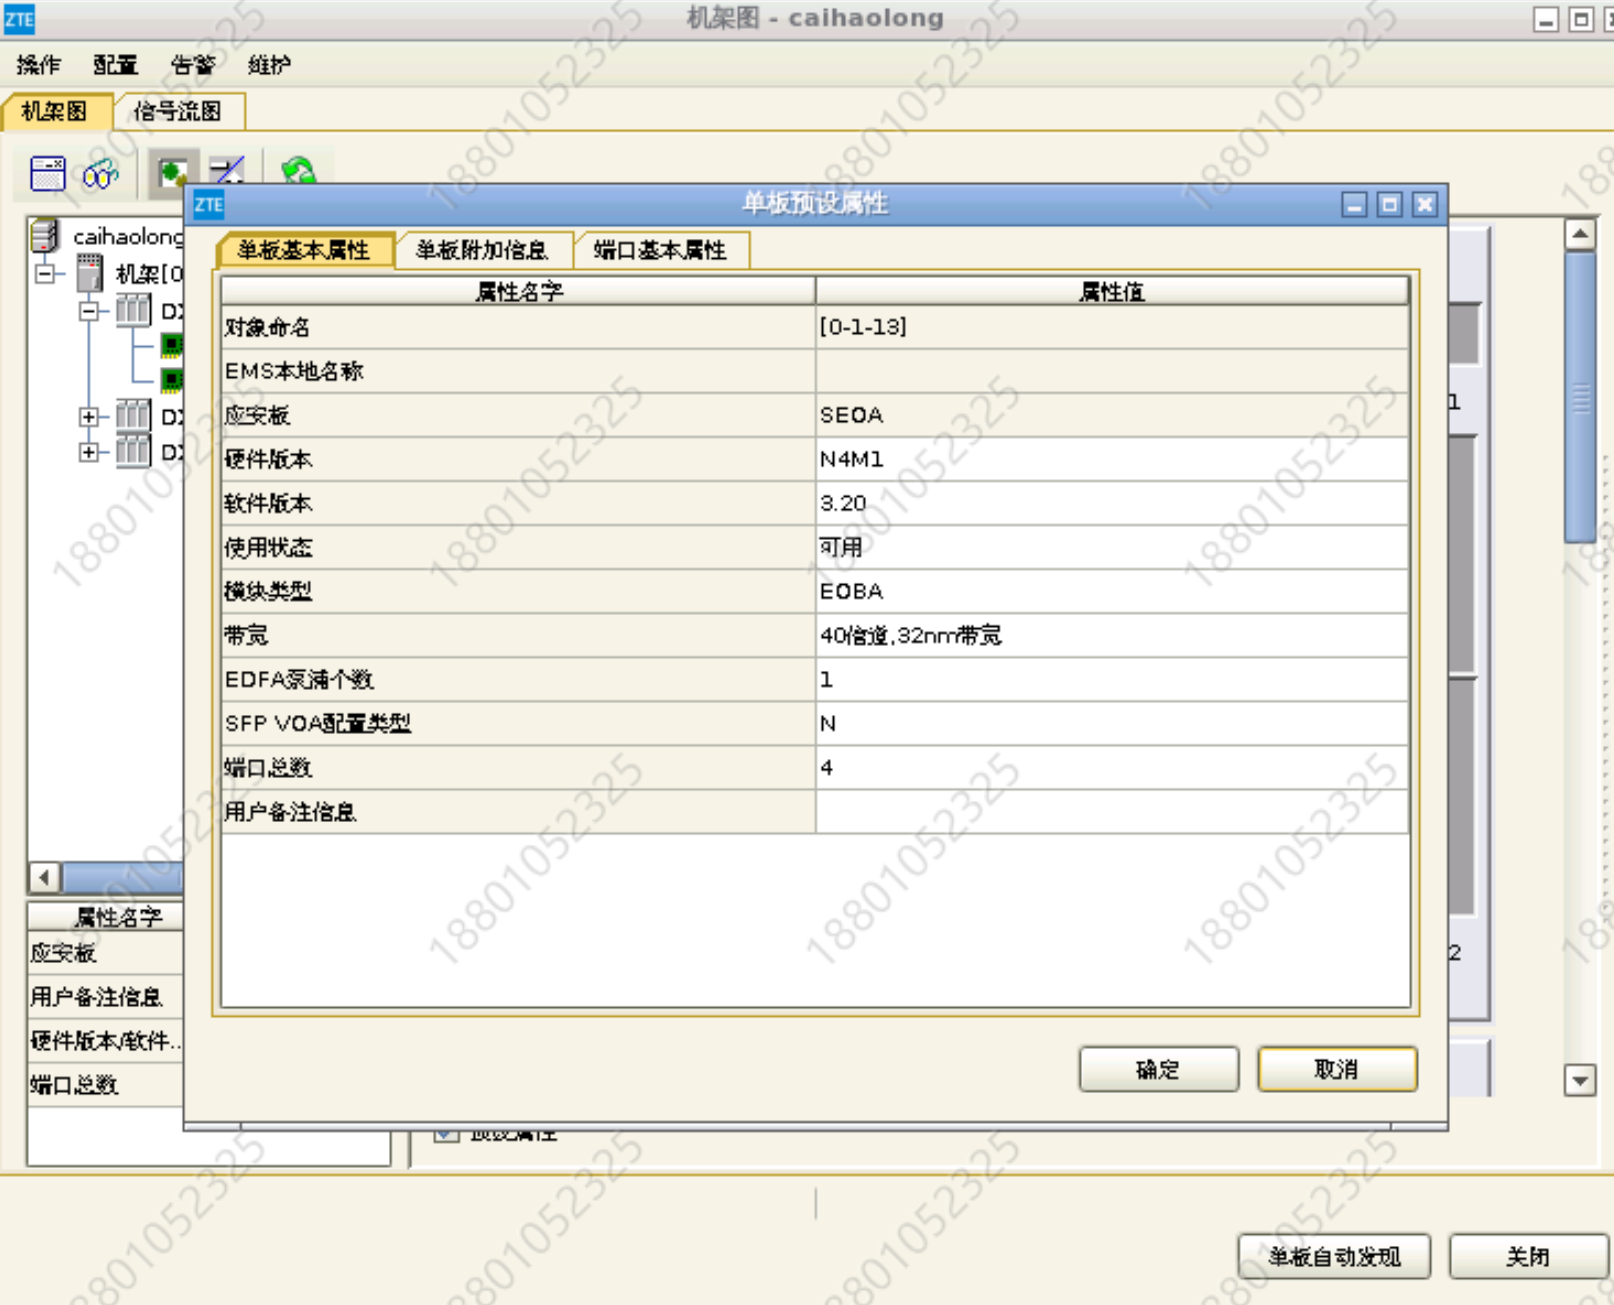 ZTE 机架图 - caihaolong
操作 配置 告警 维护
机架图 信号流图
ZTE 单板预设属性
caihaolong
机架[0
单板基本属性 单板附加信息 端口基本属性
属性名字 属性值
对象命名 [0-1-13]
EMS本地名称
应安板 SEOA
硬件版本 N4M1
软件版本 3.20
使用状态 可用
模块类型 EOBA
带宽 40信道,32nm带宽
EDFA泵浦个数 1
SFP VOA配置类型 N
端口总数 4
用户备注信息
1
2
属性名字
应安板
用户备注信息
硬件版本/软件..
端口总数
确定 取消
预设属性
单板自动发现 关闭
18801052325
18801052325
18801052325
18801052325
18801052325
18801052325
18801052325
18801052325
18801052325